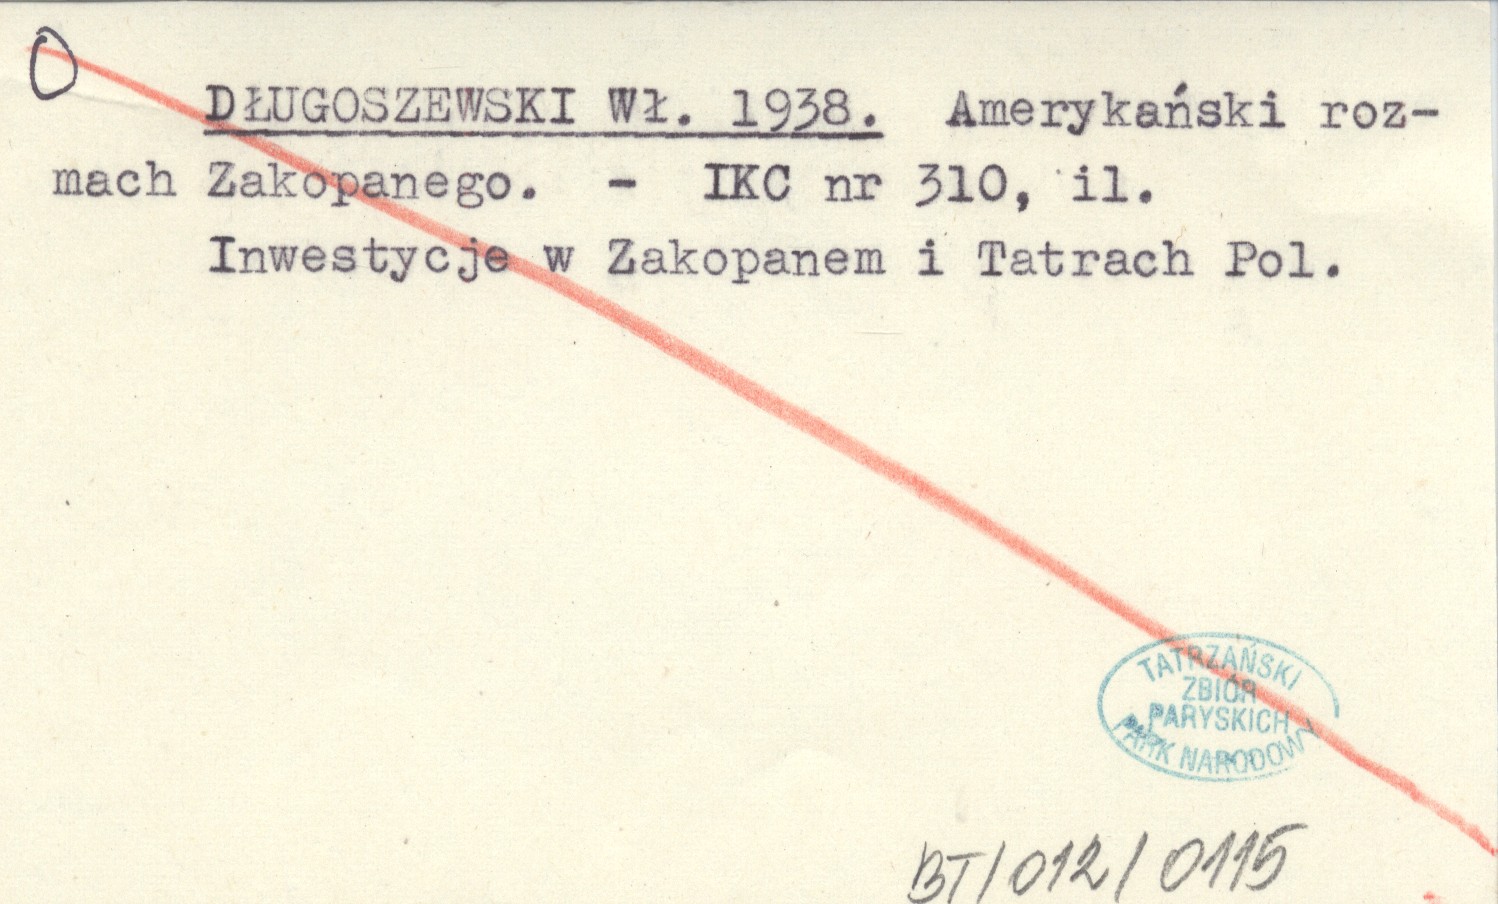 DŁUGOSZEWSKI Wł. 1938. Amerykański roz-
mach Zakopanego. - IKC nr 310, il.
Inwestycje w Zakopanem i Tatrach Pol.
TATRZAŃSKI
ZBIÓR
PARYSKICH
PARK NARODOWY
BT/012/0115